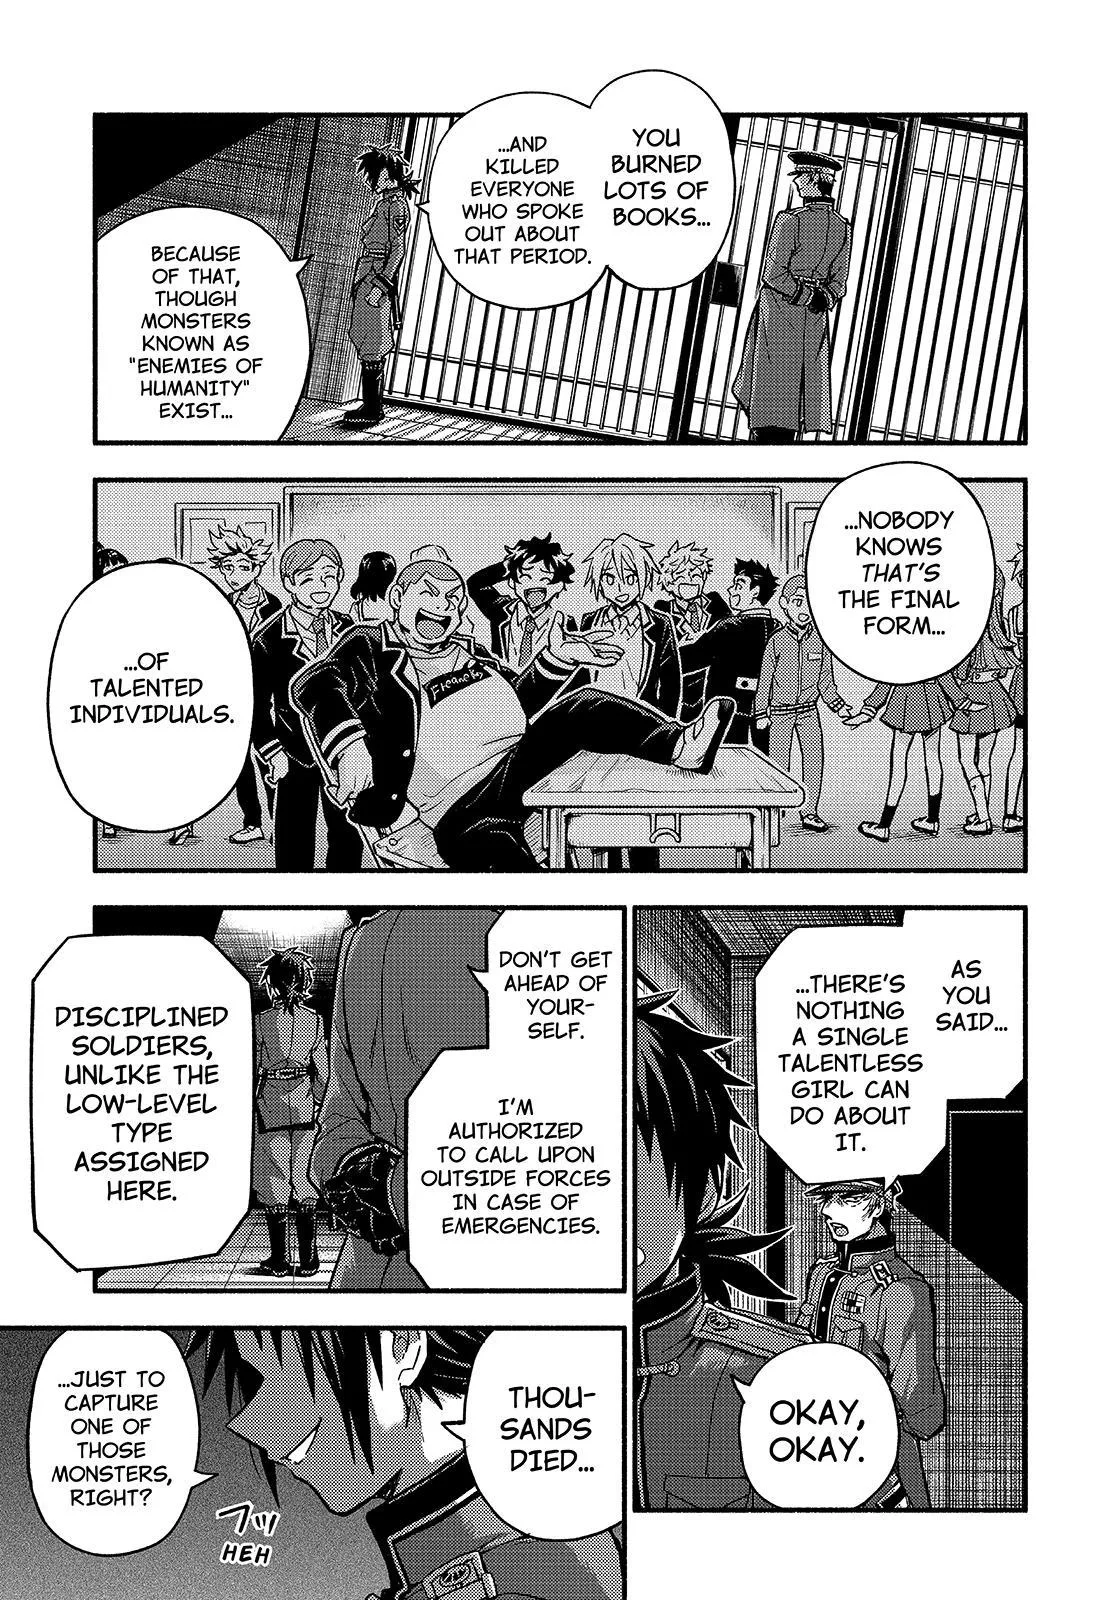 YOU
BURNED
LOTS OF
BOOKS...
...AND
KILLED
EVERYONE
WHO SPOKE
OUT ABOUT
THAT PERIOD.
BECAUSE
OF THAT,
THOUGH
MONSTERS
KNOWN AS
"ENEMIES OF
HUMANITY"
EXIST...
...NOBODY
KNOWS
THAT'S
THE FINAL
FORM...
...OF
TALENTED
INDIVIDUALS.
AS
YOU
SAID...
...THERE'S
NOTHING
A SINGLE
TALENTLESS
GIRL CAN
DO ABOUT
IT.
OKAY,
OKAY.
DON'T GET
AHEAD OF
YOUR-
SELF.
I'M
AUTHORIZED
TO CALL UPON
OUTSIDE FORCES
IN CASE OF
EMERGENCIES.
DISCIPLINED
SOLDIERS,
UNLIKE THE
LOW-LEVEL
TYPE
ASSIGNED
HERE.
THOU-
SANDS
DIED...
...JUST TO
CAPTURE
ONE OF
THOSE
MONSTERS,
RIGHT?
フッ
HEH